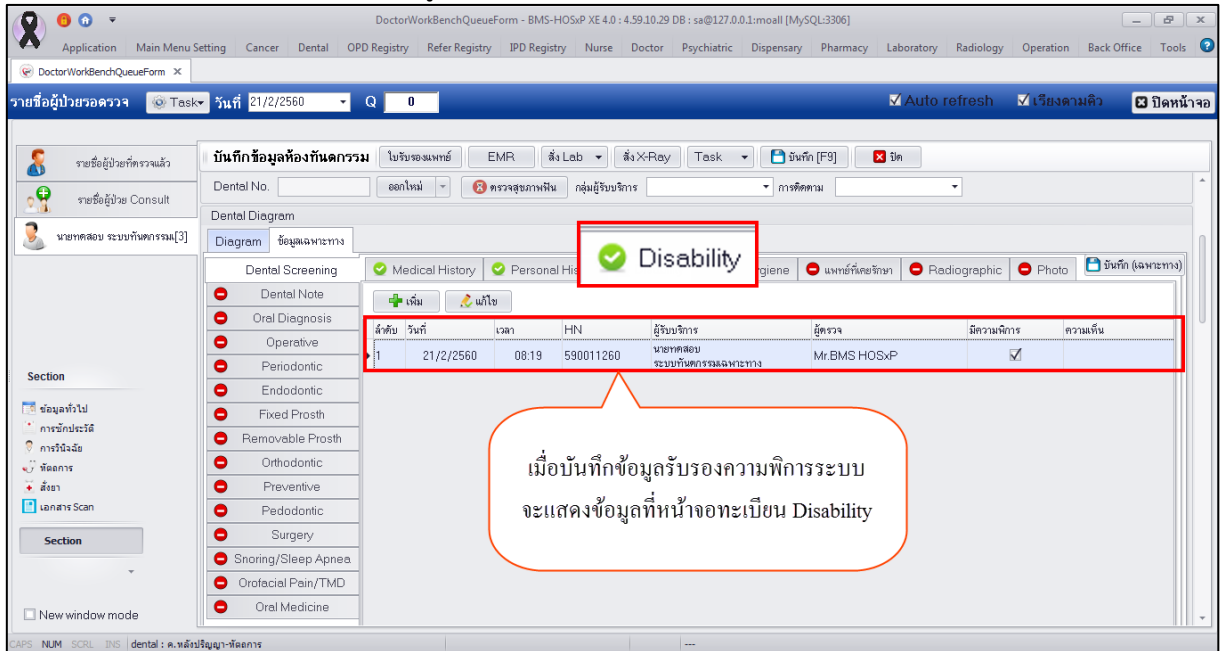 DoctorWorkBenchQueueForm - BMS-HOSxP XE 4.0 : 4.59.10.29 DB : sa@127.0.0.1:moall [MySQL:3306]
Application Main Menu Setting Cancer Dental OPD Registry Refer Registry IPD Registry Nurse Doctor Psychiatric Dispensary Pharmacy Laboratory Radiology Operation Back Office Tools
DoctorWorkBenchQueueForm
รายชื่อผู้ป่วยรอตรวจ Task วันที่ 21/2/2560 Q 0 Auto refresh เรียงตามคิว ปิดหน้าจอ
รายชื่อผู้ป่วยที่ตรวจแล้ว
รายชื่อผู้ป่วย Consult
นายทดสอบ ระบบทันตกรรม[3]
บันทึกข้อมูลห้องทันตกรรม ใบรับรองแพทย์ EMR สั่ง Lab สั่ง X-Ray Task บันทึก [F9] ปิด
Dental No. ออกใหม่ ตรวจสุขภาพฟัน กลุ่มผู้รับบริการ การติดตาม
Dental Diagram
Diagram ข้อมูลเฉพาะทาง
Disability
Dental Screening Medical History Personal His giene แพทย์ที่เคยรักษา Radiographic Photo บันทึก (เฉพาะทาง)
เพิ่ม แก้ไข
ลำดับ วันที่ เวลา HN ผู้รับบริการ ผู้ตรวจ มีความพิการ ความเห็น
1 21/2/2560 08:19 590011260 นายทดสอบ ระบบทันตกรรมเฉพาะทาง Mr.BMS HOSxP
Dental Note
Oral Diagnosis
Operative
Periodontic
Endodontic
Fixed Prosth
Removable Prosth
Orthodontic
Preventive
Pedodontic
Surgery
Snoring/Sleep Apnea
Orofacial Pain/TMD
Oral Medicine
เมื่อบันทึกข้อมูลรับรองความพิการระบบ
จะแสดงข้อมูลที่หน้าจอทะเบียน Disability
Section
ข้อมูลทั่วไป
การซักประวัติ
การวินิจฉัย
หัตถการ
สั่งยา
เอกสาร Scan
Section
New window mode
CAPS NUM SCRL INS dental : ค.หลังปริญญา-หัตถการ ---